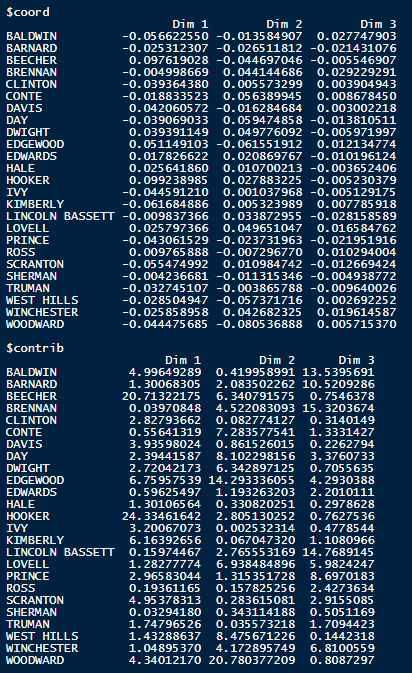 $coord
Dim 1 Dim 2 Dim 3
BALDWIN -0.056622550 -0.013584907 0.027747903
BARNARD -0.025312307 -0.026511812 -0.021431076
BEECHER 0.097619028 -0.044697046 -0.005546907
BRENNAN -0.004998669 0.044144686 0.029229291
CLINTON -0.039364380 0.005573299 0.003904943
CONTE -0.018833523 0.056389945 0.008678450
DAVIS 0.042060572 -0.016284684 0.003002218
DAY -0.039069033 0.059474858 -0.013810511
DWIGHT 0.039391149 0.049776092 -0.005971997
EDGEWOOD 0.051149103 -0.061551912 0.012134774
EDWARDS 0.017826622 0.020869767 -0.010196124
HALE 0.025641860 0.010700213 -0.003652406
HOOKER 0.099238985 0.027883225 -0.005230379
IVY -0.044591210 0.001037968 -0.005129175
KIMBERLY -0.061684886 0.005323989 0.007785918
LINCOLN BASSETT -0.009837366 0.033872955 -0.028158589
LOVELL 0.025797366 0.049651047 0.016584762
PRINCE -0.043061529 -0.023731963 -0.021951916
ROSS 0.009765888 -0.007296770 0.010294004
SCRANTON -0.055474992 0.010984742 -0.012669424
SHERMAN -0.004236681 -0.011315346 -0.004938772
TRUMAN -0.032745107 -0.003865788 -0.009640026
WEST HILLS -0.028504947 -0.057371716 0.002692252
WINCHESTER -0.025858958 0.042682325 0.019614587
WOODWARD -0.044475685 -0.080536888 0.005715370
$contrib
Dim 1 Dim 2 Dim 3
BALDWIN 4.99649289 0.419958991 13.5395691
BARNARD 1.30068305 2.083502262 10.5209286
BEECHER 20.71322175 6.340791575 0.7546378
BRENNAN 0.03970848 4.522083093 15.3203674
CLINTON 2.82793662 0.082774127 0.3140149
CONTE 0.55641319 7.283577541 1.3331427
DAVIS 3.93598024 0.861526015 0.2262794
DAY 2.39441587 8.102298156 3.3760733
DWIGHT 2.72042173 6.342897125 0.7055635
EDGEWOOD 6.75957539 14.293336055 4.2930388
EDWARDS 0.59625497 1.193263203 2.2010111
HALE 1.30106564 0.330820251 0.2978628
HOOKER 24.33461642 2.805130252 0.7627536
IVY 3.20067073 0.002532314 0.4778544
KIMBERLY 6.16392656 0.067047320 1.1080966
LINCOLN BASSETT 0.15974467 2.765553169 14.7689145
LOVELL 1.28277774 6.938484896 5.9824247
PRINCE 2.96583044 1.315351728 8.6970183
ROSS 0.19361165 0.157825256 2.4273634
SCRANTON 4.95378313 0.283615081 2.9155085
SHERMAN 0.03294180 0.343114188 0.5051169
TRUMAN 1.74796526 0.035573218 1.7094423
WEST HILLS 1.43288637 8.475671226 0.1442318
WINCHESTER 1.04895370 4.172895749 6.8100559
WOODWARD 4.34012170 20.780377209 0.8087297